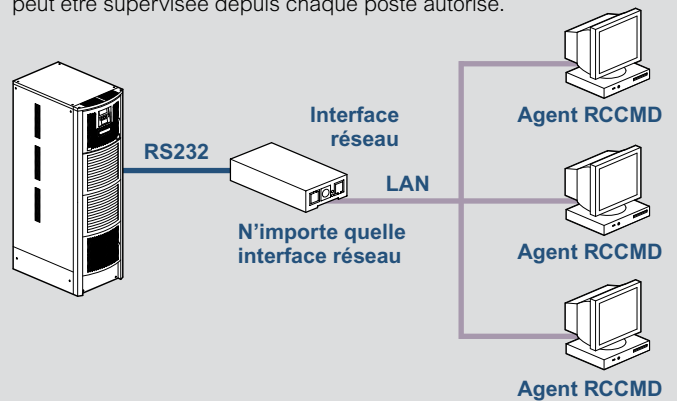 peut être supervisée depuis chaque poste autorisé.
Interface
réseau
RS232
LAN
N'importe quelle
interface réseau
Agent RCCMD
Agent RCCMD
Agent RCCMD